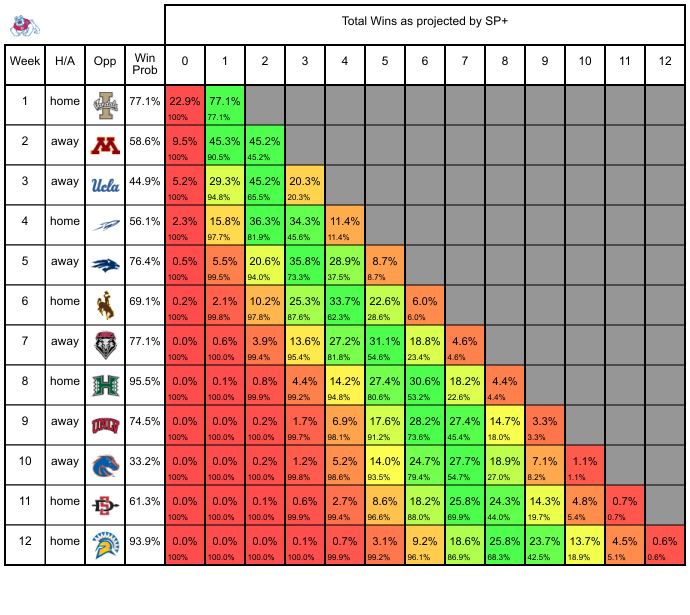 Total Wins as projected by SP+
Week H/A Opp Win Prob 0 1 2 3 4 5 6 7 8 9 10 11 12
1 home 77.1% 22.9% 77.1%
100% 77.1%
2 away 58.6% 9.5% 45.3% 45.2%
100% 90.5% 45.2%
3 away Ucla 44.9% 5.2% 29.3% 45.2% 20.3%
100% 94.8% 65.5% 20.3%
4 home 56.1% 2.3% 15.8% 36.3% 34.3% 11.4%
100% 97.7% 81.9% 45.6% 11.4%
5 away 76.4% 0.5% 5.5% 20.6% 35.8% 28.9% 8.7%
100% 99.5% 94.0% 73.3% 37.5% 8.7%
6 home 69.1% 0.2% 2.1% 10.2% 25.3% 33.7% 22.6% 6.0%
100% 99.8% 97.8% 87.6% 62.3% 28.6% 6.0%
7 away 77.1% 0.0% 0.6% 3.9% 13.6% 27.2% 31.1% 18.8% 4.6%
100% 100.0% 99.4% 95.4% 81.8% 54.6% 23.4% 4.6%
8 home H 95.5% 0.0% 0.1% 0.8% 4.4% 14.2% 27.4% 30.6% 18.2% 4.4%
100% 100.0% 99.9% 99.2% 94.8% 80.6% 53.2% 22.6% 4.4%
9 away UNLV 74.5% 0.0% 0.0% 0.2% 1.7% 6.9% 17.6% 28.2% 27.4% 14.7% 3.3%
100% 100.0% 100.0% 99.7% 98.1% 91.2% 73.6% 45.4% 18.0% 3.3%
10 away 33.2% 0.0% 0.0% 0.2% 1.2% 5.2% 14.0% 24.7% 27.7% 18.9% 7.1% 1.1%
100% 100.0% 100.0% 99.8% 98.6% 93.5% 79.4% 54.7% 27.0% 8.2% 1.1%
11 home SD 61.3% 0.0% 0.0% 0.1% 0.6% 2.7% 8.6% 18.2% 25.8% 24.3% 14.3% 4.8% 0.7%
100% 100.0% 100.0% 99.9% 99.4% 96.6% 88.0% 69.9% 44.0% 19.7% 5.4% 0.7%
12 home 93.9% 0.0% 0.0% 0.0% 0.1% 0.7% 3.1% 9.2% 18.6% 25.8% 23.7% 13.7% 4.5% 0.6%
100% 100.0% 100.0% 100.0% 99.9% 99.2% 96.1% 86.9% 68.3% 42.5% 18.9% 5.1% 0.6%